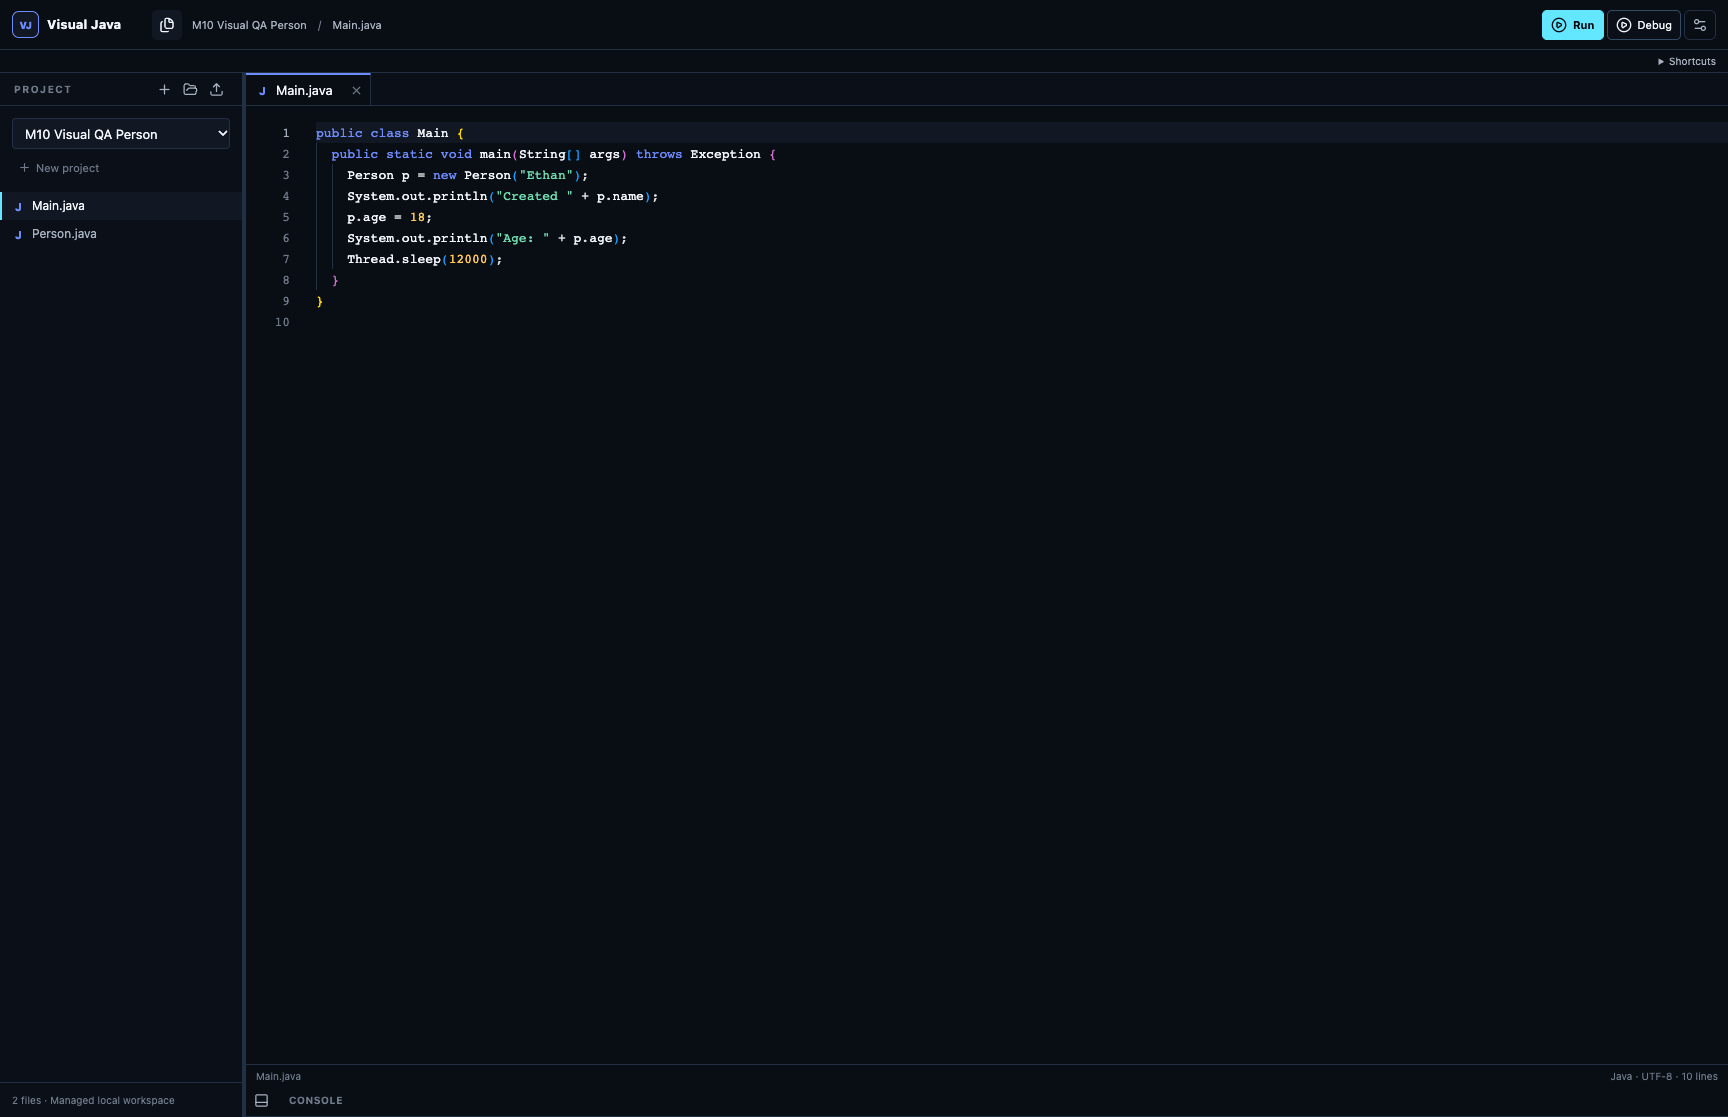 VJ Visual Java M10 Visual QA Person / Main.java Run Debug
Shortcuts
PROJECT
M10 Visual QA Person
New project
J Main.java
J Person.java
J Main.java
1 public class Main {
2 public static void main(String[] args) throws Exception {
3 Person p = new Person("Ethan");
4 System.out.println("Created " + p.name);
5 p.age = 18;
6 System.out.println("Age: " + p.age);
7 Thread.sleep(12000);
8 }
9 }
10
Main.java Java · UTF-8 · 10 lines
2 files · Managed local workspace
CONSOLE